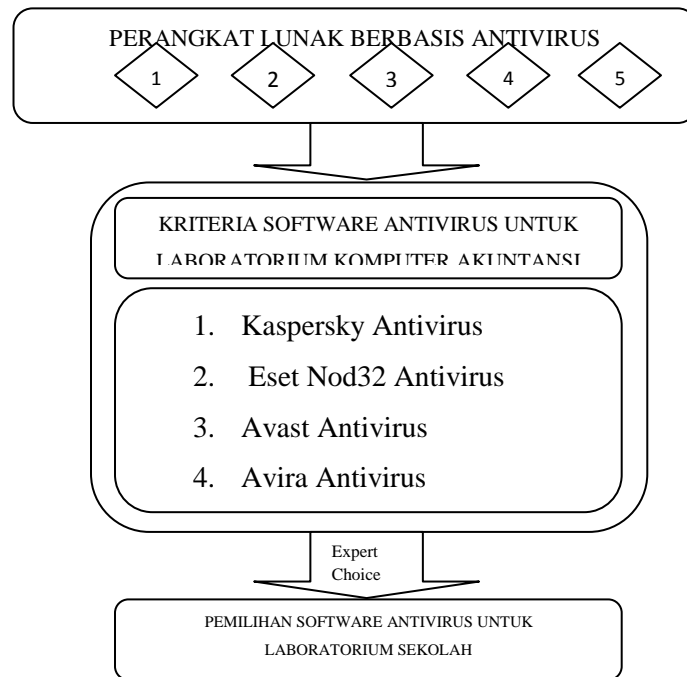 PERANGKAT LUNAK BERBASIS ANTIVIRUS
1 2 3 4 5
KRITERIA SOFTWARE ANTIVIRUS UNTUK
LABORATORIUM KOMPUTER AKUNTANSI
1. Kaspersky Antivirus
2. Eset Nod32 Antivirus
3. Avast Antivirus
4. Avira Antivirus
Expert
Choice
PEMILIHAN SOFTWARE ANTIVIRUS UNTUK
LABORATORIUM SEKOLAH